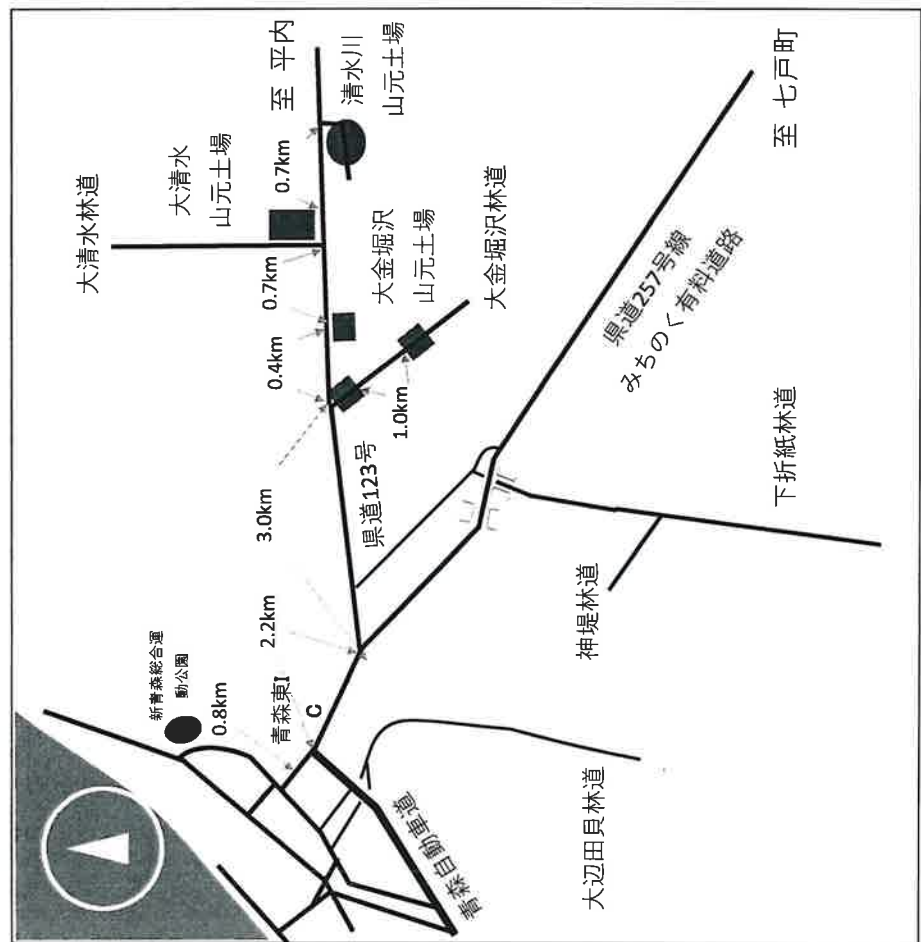 新青森総合運
動公園
0.8km
青森東I
C
2.2km
3.0km
県道123号
0.4km
0.7km
0.7km
1.0km
大清水林道
大清水
山元土場
至 平内
清水川
山元土場
大金堀沢
山元土場
大金堀沢林道
県道257号線
みちのく有料道路
至 七戸町
下折紙林道
神堤林道
大辺田貝林道
青森自動車道